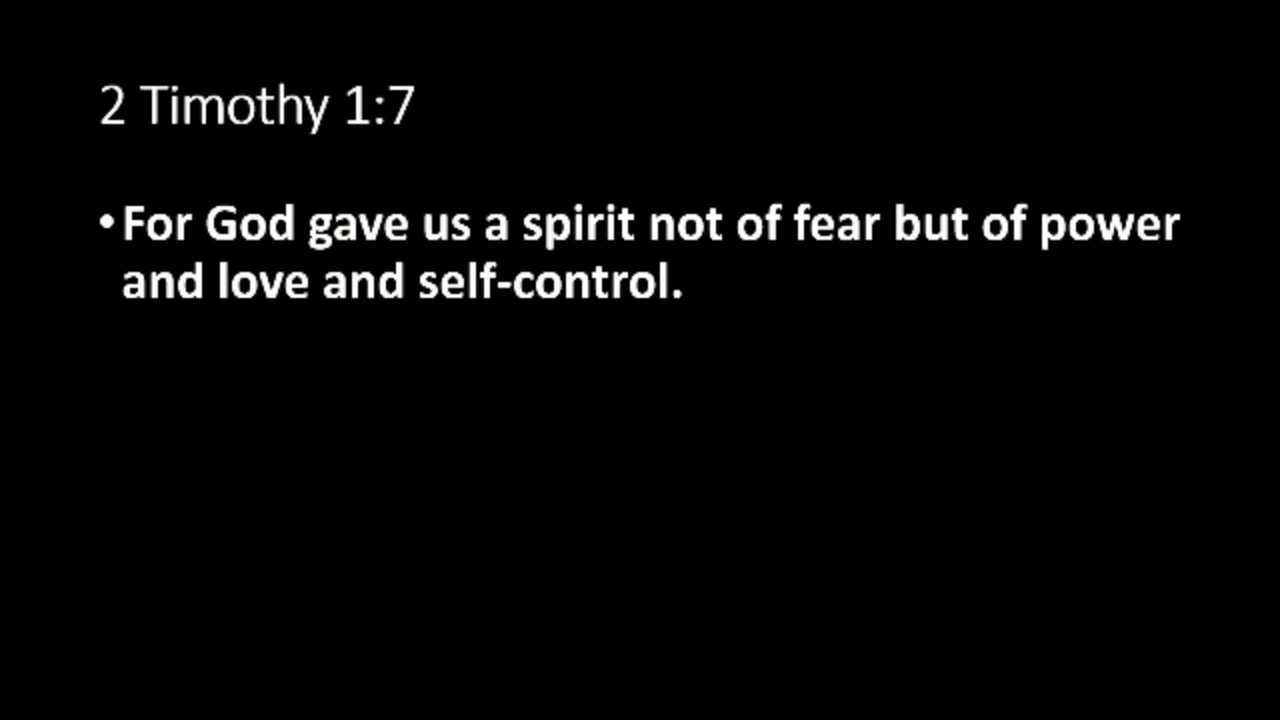 2 Timothy 1:7
•For God gave us a spirit not of fear but of power
and love and self-control.